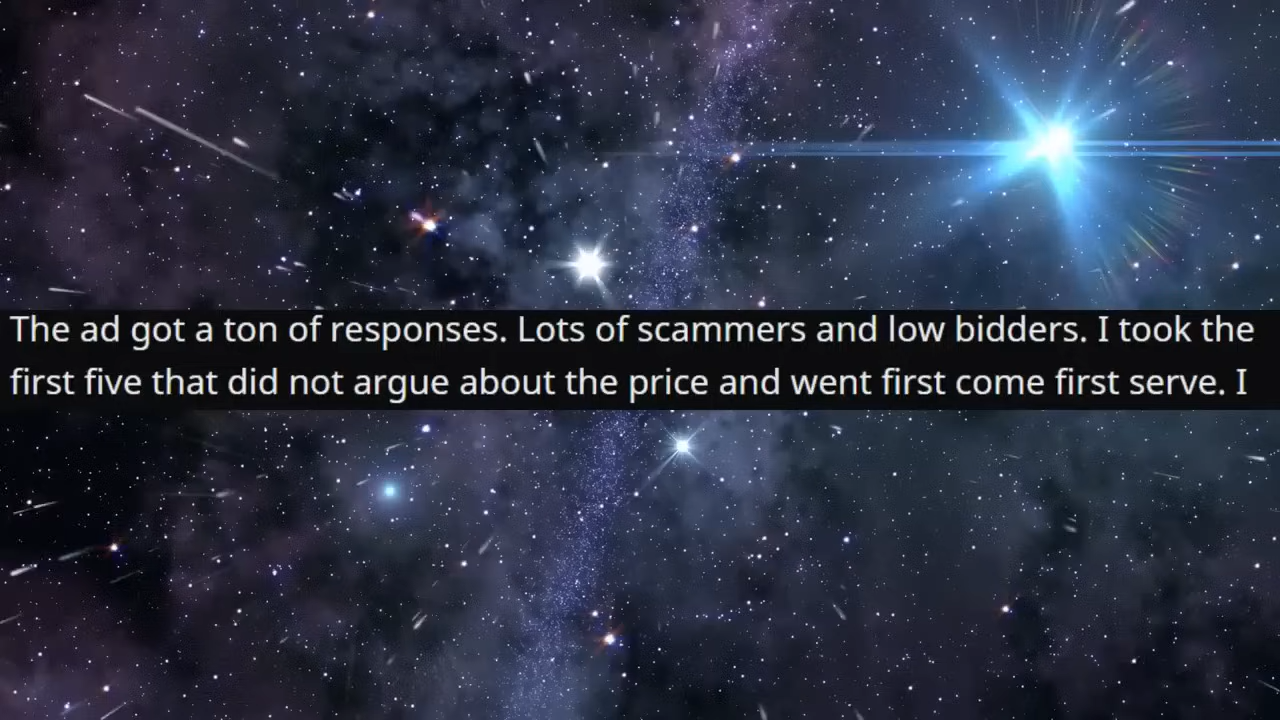 The ad got a ton of responses. Lots of scammers and low bidders. I took the
first five that did not argue about the price and went first come first serve. I